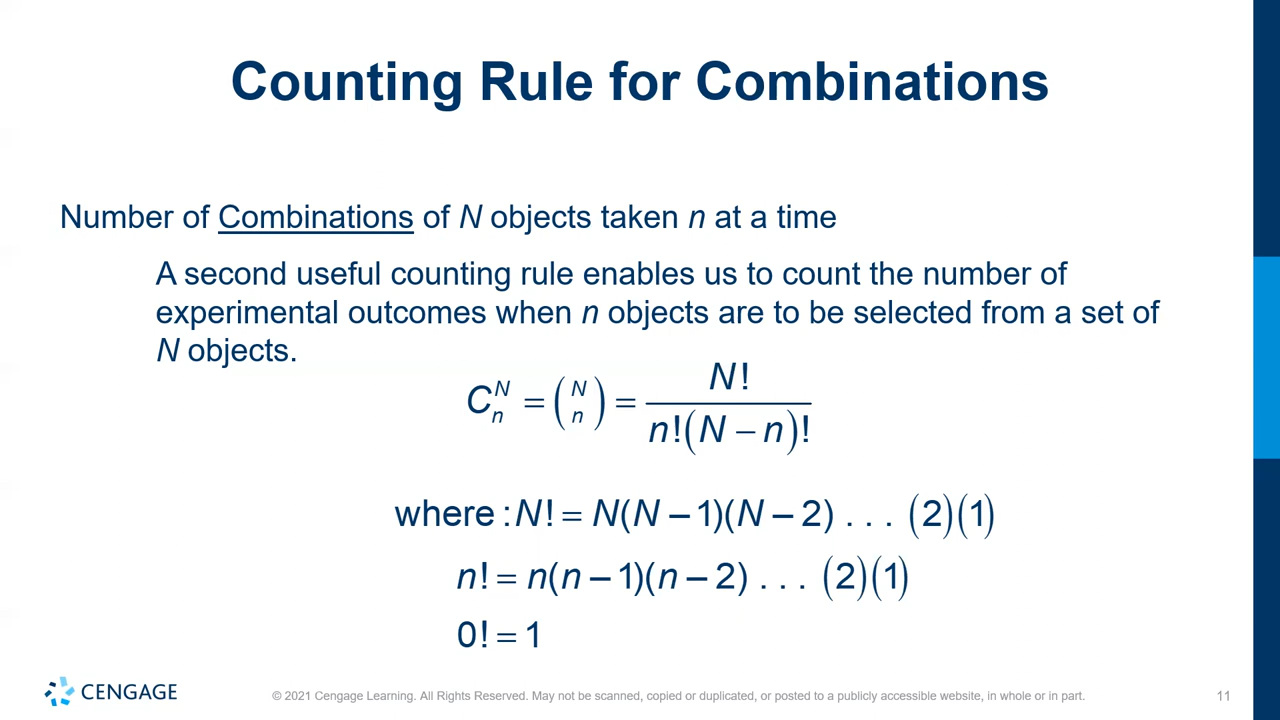 Counting Rule for Combinations
Number of Combinations of N objects taken n at a time
A second useful counting rule enables us to count the number of
experimental outcomes when n objects are to be selected from a set of
N objects.
C_n^N = (N n) = N! / n!(N − n)!
where : N! = N(N − 1)(N − 2) . . . (2)(1)
n! = n(n − 1)(n − 2) . . . (2)(1)
0! = 1
CENGAGE
© 2021 Cengage Learning. All Rights Reserved. May not be scanned, copied or duplicated, or posted to a publicly accessible website, in whole or in part.
11